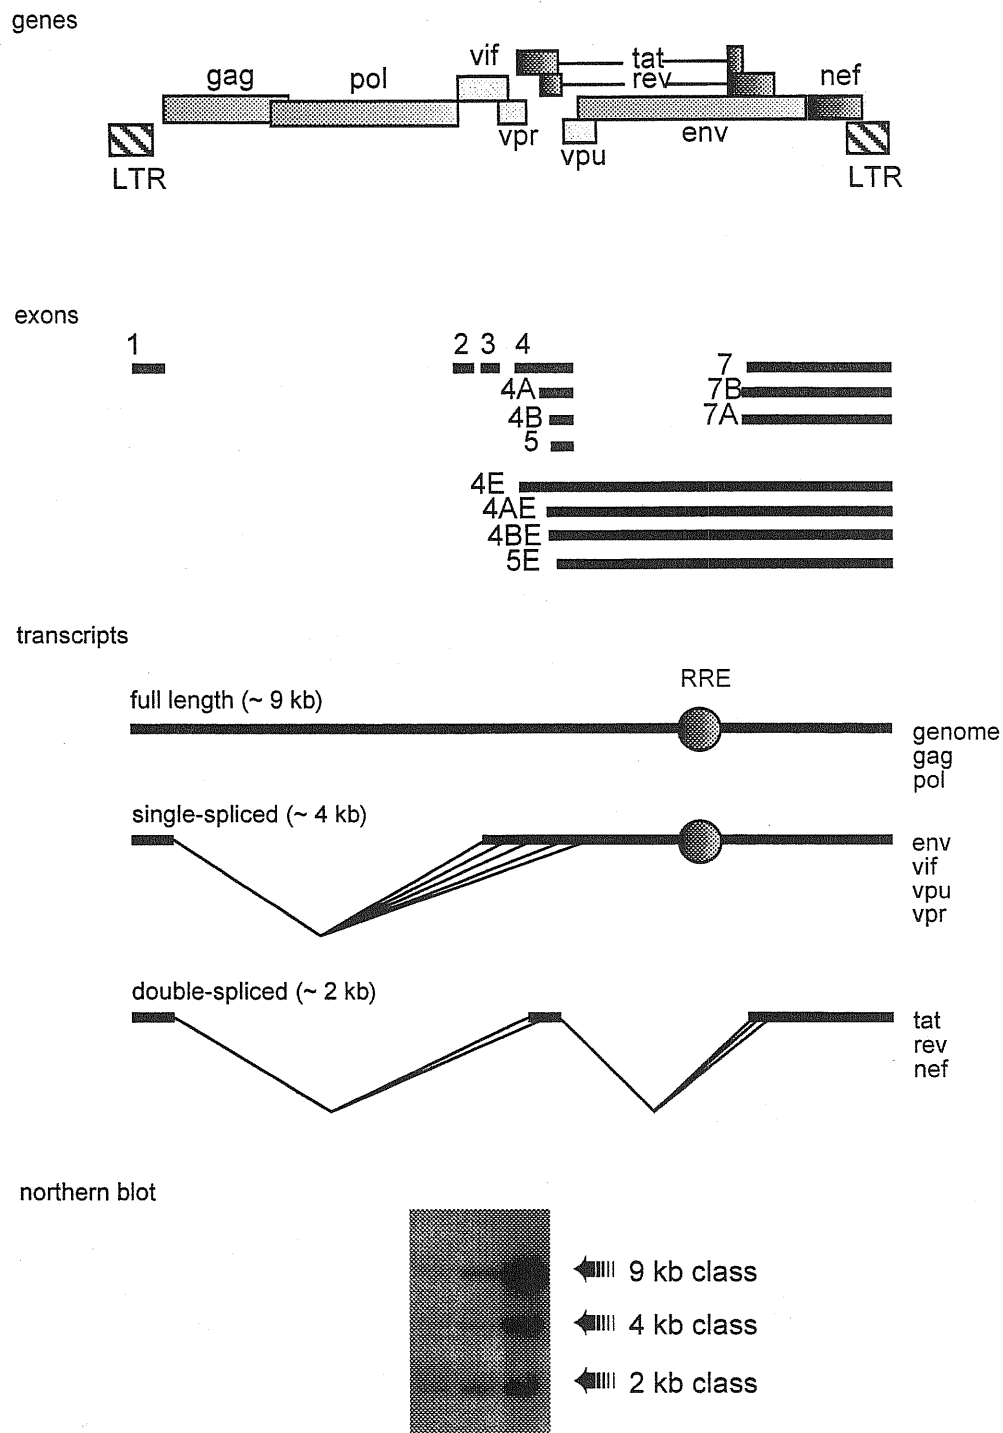 genes
gag
pol
vif
tat
rev
nef
vpr
vpu
env
LTR
LTR
exons
1
2
3
4
7
4A
7B
4B
7A
5
4E
4AE
4BE
5E
transcripts
RRE
full length (~ 9 kb)
genome
gag
pol
single-spliced (~ 4 kb)
env
vif
vpu
vpr
double-spliced (~ 2 kb)
tat
rev
nef
northern blot
9 kb class
4 kb class
2 kb class